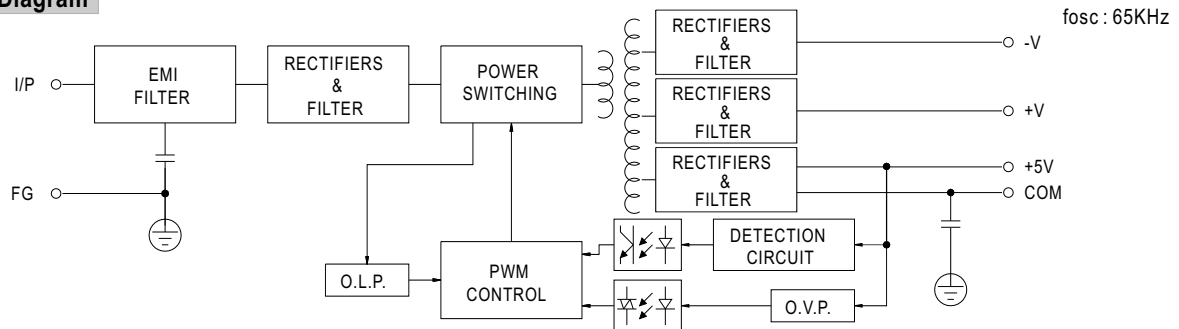 Diagram
fosc : 65KHz
I/P
EMI
FILTER
RECTIFIERS
&
FILTER
POWER
SWITCHING
RECTIFIERS
&
FILTER
-V
RECTIFIERS
&
FILTER
+V
RECTIFIERS
&
FILTER
+5V
COM
FG
O.L.P.
PWM
CONTROL
DETECTION
CIRCUIT
O.V.P.